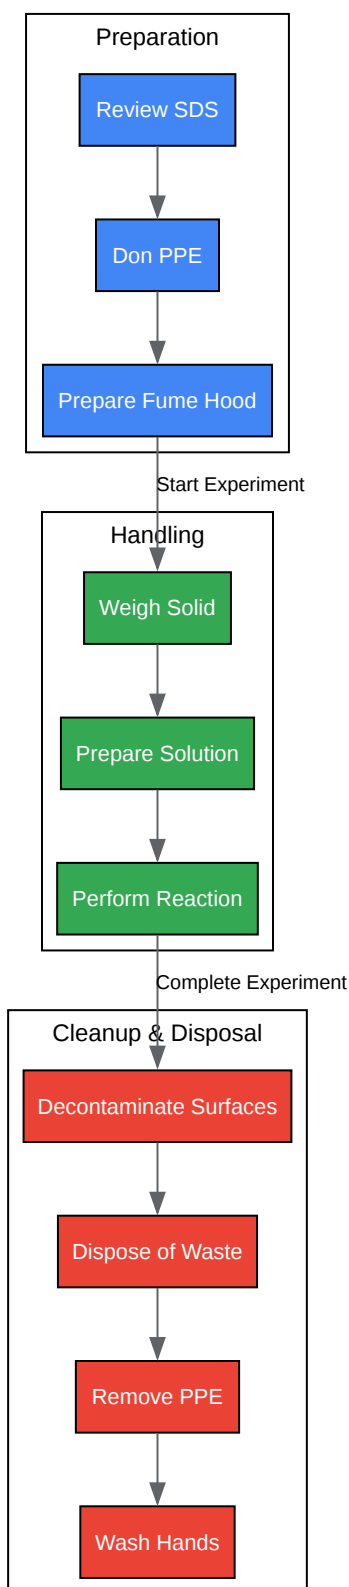 Preparation
Review SDS
Don PPE
Prepare Fume Hood
Start Experiment
Handling
Weigh Solid
Prepare Solution
Perform Reaction
Complete Experiment
Cleanup & Disposal
Decontaminate Surfaces
Dispose of Waste
Remove PPE
Wash Hands